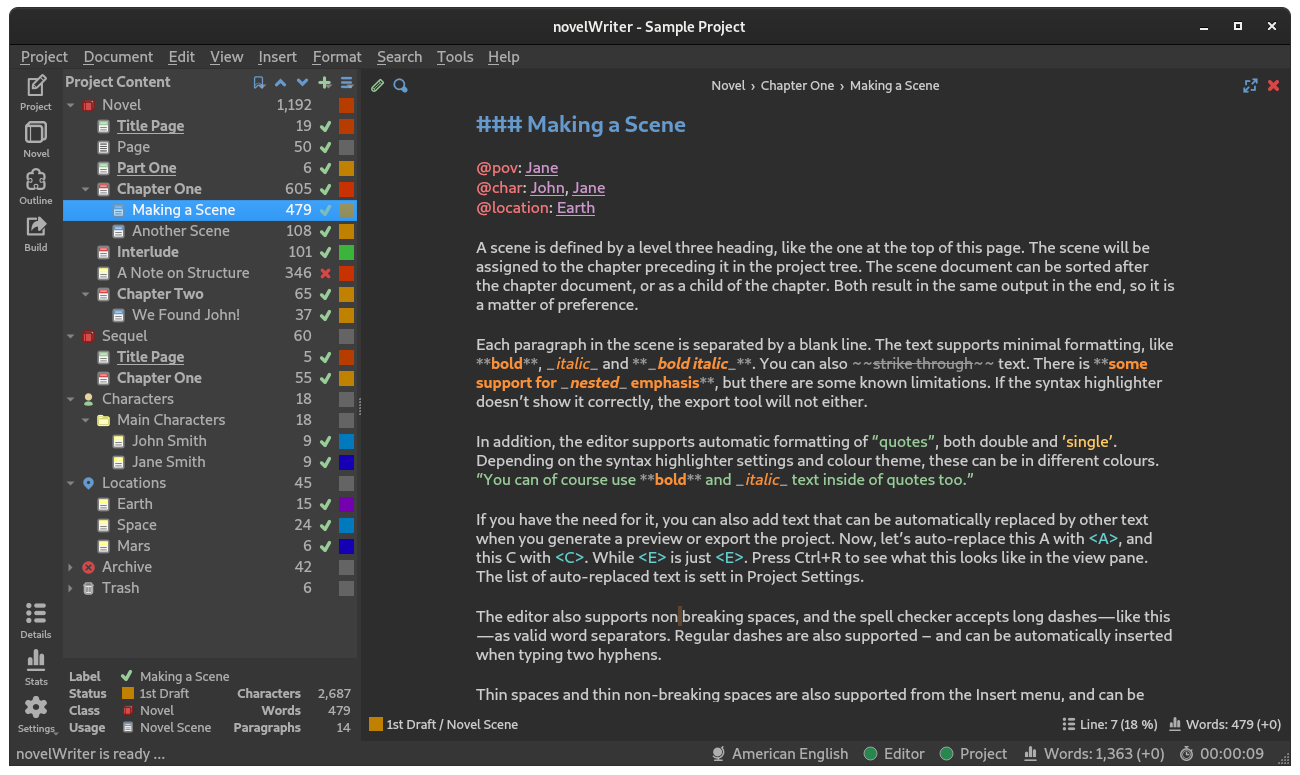 novelWriter - Sample Project
Project Document Edit View Insert Format Search Tools Help
Project
Novel
Outline
Build
Details
Stats
Settings
Project Content
Novel 1,192
Title Page 19
Page 50
Part One 6
Chapter One 605
Making a Scene 479
Another Scene 108
Interlude 101
A Note on Structure 346
Chapter Two 65
We Found John! 37
Sequel 60
Title Page 5
Chapter One 55
Characters 18
Main Characters 18
John Smith 9
Jane Smith 9
Locations 45
Earth 15
Space 24
Mars 6
Archive 42
Trash 6
Label Making a Scene
Status 1st Draft Characters 2,687
Class Novel Words 479
Usage Novel Scene Paragraphs 14
Novel › Chapter One › Making a Scene
### Making a Scene
@pov: Jane
@char: John, Jane
@location: Earth
A scene is defined by a level three heading, like the one at the top of this page. The scene will be
assigned to the chapter preceding it in the project tree. The scene document can be sorted after
the chapter document, or as a child of the chapter. Both result in the same output in the end, so it is
a matter of preference.
Each paragraph in the scene is separated by a blank line. The text supports minimal formatting, like
**bold**, _italic_ and **_bold italic_**. You can also ~~strike through~~ text. There is **some
support for _nested_ emphasis**, but there are some known limitations. If the syntax highlighter
doesn’t show it correctly, the export tool will not either.
In addition, the editor supports automatic formatting of “quotes”, both double and ‘single’.
Depending on the syntax highlighter settings and colour theme, these can be in different colours.
“You can of course use **bold** and _italic_ text inside of quotes too.”
If you have the need for it, you can also add text that can be automatically replaced by other text
when you generate a preview or export the project. Now, let’s auto-replace this A with <A>, and
this C with <C>. While <E> is just <E>. Press Ctrl+R to see what this looks like in the view pane.
The list of auto-replaced text is sett in Project Settings.
The editor also supports non breaking spaces, and the spell checker accepts long dashes—like this
—as valid word separators. Regular dashes are also supported – and can be automatically inserted
when typing two hyphens.
Thin spaces and thin non-breaking spaces are also supported from the Insert menu, and can be
1st Draft / Novel Scene Line: 7 (18 %) Words: 479 (+0)
novelWriter is ready ... American English Editor Project Words: 1,363 (+0) 00:00:09